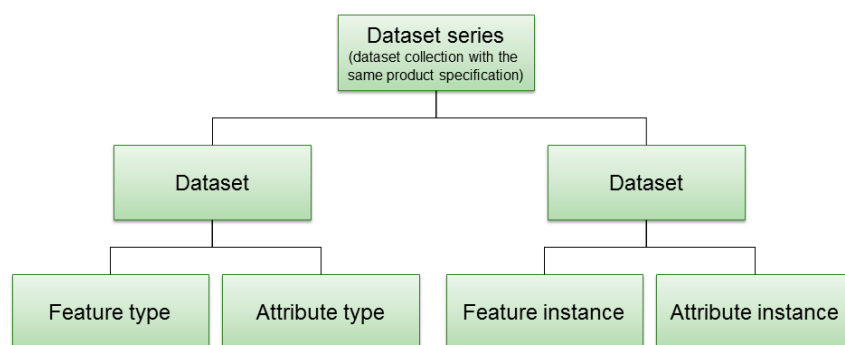 Dataset series
(dataset collection with the
same product specification)
Dataset
Dataset
Feature type
Attribute type
Feature instance
Attribute instance